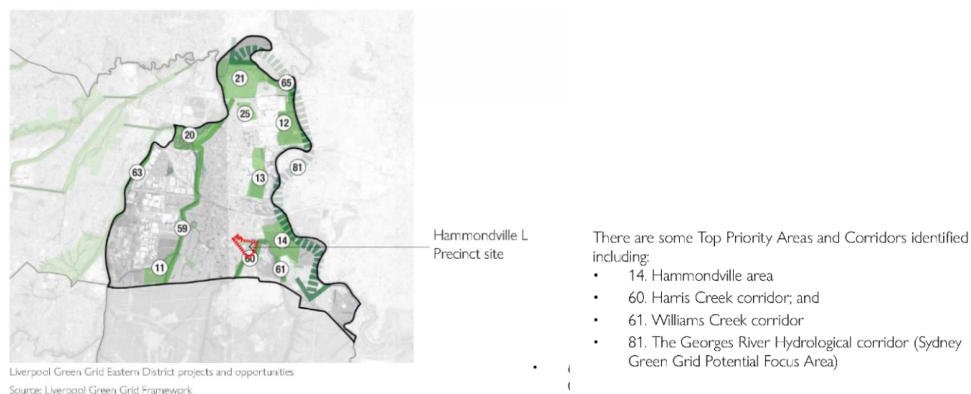 21
65
25
12
20
81
63
13
59
14
60
11
61
Hammondville L
Precinct site
There are some Top Priority Areas and Corridors identified
including:
• 14. Hammondville area
• 60. Harris Creek corridor; and
• 61. Williams Creek corridor
• 81. The Georges River Hydrological corridor (Sydney
Green Grid Potential Focus Area)
Liverpool Green Grid Eastern District projects and opportunities
Source: Liverpool Green Grid Framework